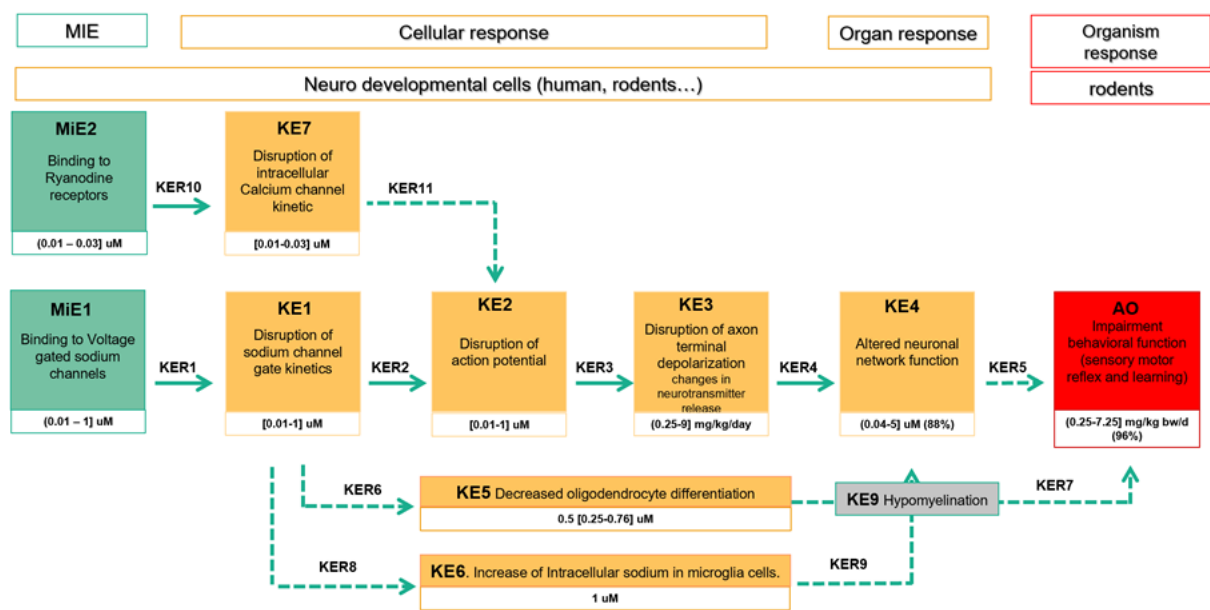 MIE
Cellular response
Organ response
Organism
response
Neuro developmental cells (human, rodents…)
rodents
MiE2
Binding to
Ryanodine
receptors
(0.01 – 0.03] uM
KER10
KE7
Disruption of
intracellular
Calcium channel
kinetic
[0.01-0.03] uM
KER11
MiE1
Binding to Voltage
gated sodium
channels
(0.01 – 1] uM
KER1
KE1
Disruption of
sodium channel
gate kinetics
[0.01-1] uM
KER2
KE2
Disruption of
action potential
[0.01-1] uM
KER3
KE3
Disruption of axon
terminal
depolarization
changes in
neurotransmitter
release
(0.25-9] mg/kg/day
KER4
KE4
Altered neuronal
network function
(0.04-5] uM (88%)
KER5
AO
Impairment
behavioral function
(sensory motor
reflex and learning)
(0.25-7.25] mg/kg bw/d
(96%)
KER6
KE5 Decreased oligodendrocyte differentiation
0.5 [0.25-0.76] uM
KE9 Hypomyelination
KER7
KER8
KE6. Increase of Intracellular sodium in microglia cells.
1 uM
KER9